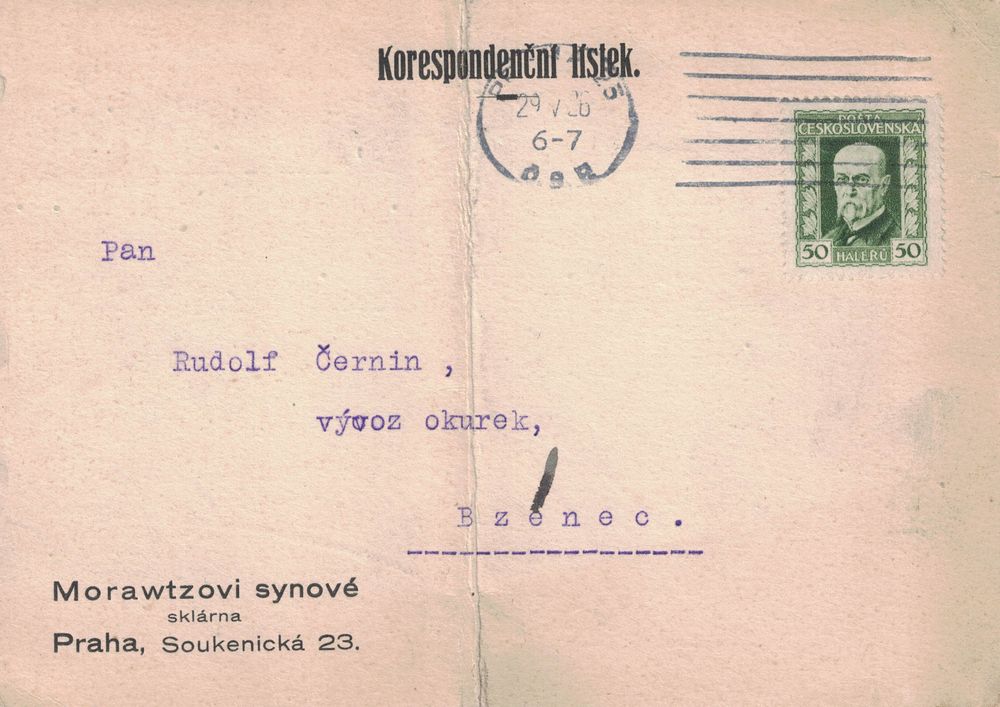 Korespondenční lístek.
29 V 26
6-7
POŠTA
ČESKOSLOVENSKÁ
50 HALÉŘŮ 50
Pan
Rudolf Černin ,
vývoz okurek,
Bzenec.
Morawtzovi synové
sklárna
Praha, Soukenická 23.